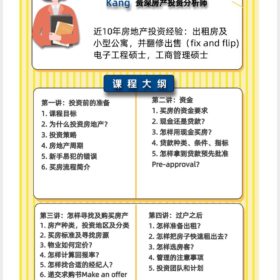 Kang 资深房产投资分析师
近10年房地产投资经验：出租房及
小型公寓，并翻修出售（fix and flip)
电子工程硕士，工商管理硕士
课程大纲
第一讲：投资前的准备
1. 课程目标
2. 为什么投资房地产？
3. 投资策略
4. 房地产周期
5. 新手易犯的错误
6. 买房流程简介
第二讲：资金
1. 买房的资金要求
2. 现金还是贷款？
3. 怎样用现金买房？
4. 贷款种类、条件、指标
5. 怎样拿到贷款预先批准
Pre-approval？
第三讲：怎样寻找及购买房产
1. 房产种类，投资地区及分类
2. 买房标准及寻找房源
3. 物业如何定价？
4. 怎样计算回报率？
5. 怎样找合适的经纪人？
6. 递交求购书Make an offer
第四讲：过户之后
1. 怎样准备出租？
2. 怎样把房子快速租出去？
3. 怎样选房客？
4. 管理的注意事项
5. 投资团队和计划